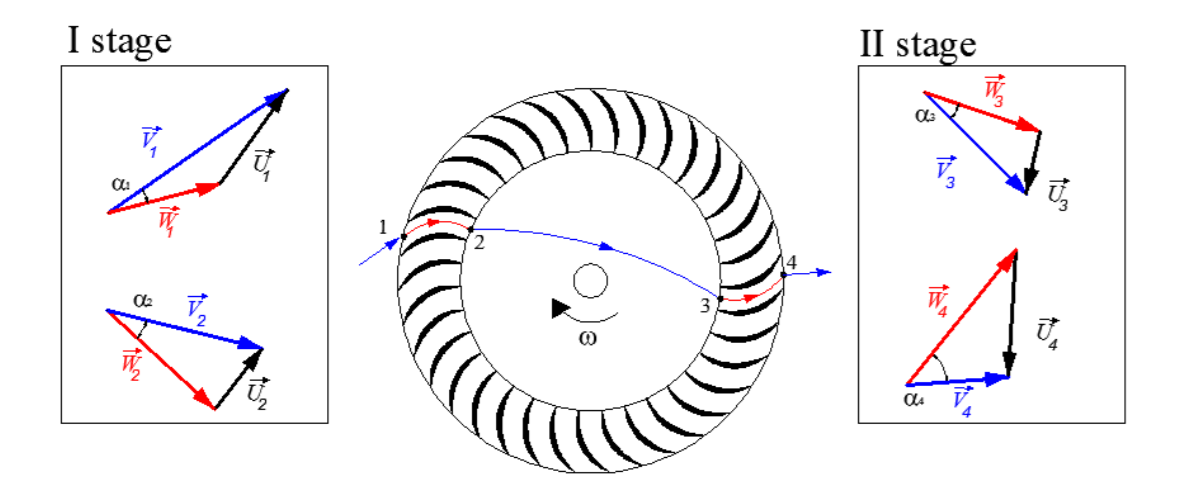 I stage
V1
α1
U1
W1
α2
V2
W2
U2
1
2
3
4
ω
II stage
W3
α3
V3
U3
W4
U4
α4
V4